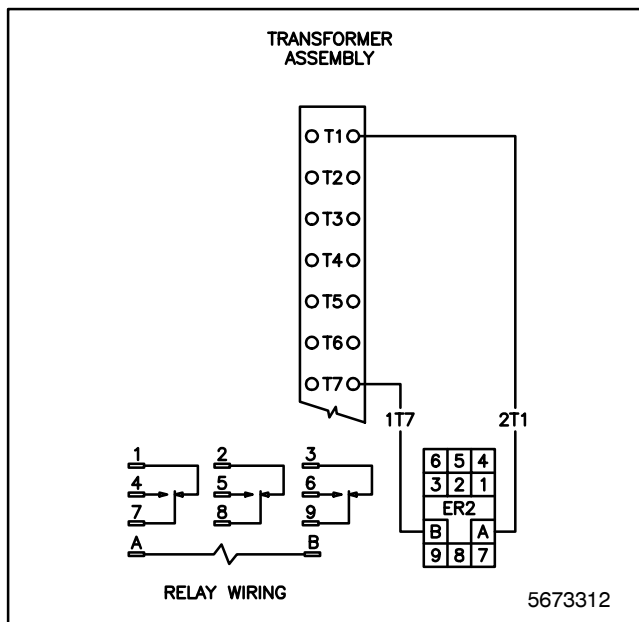 TRANSFORMER
ASSEMBLY
T1
T2
T3
T4
T5
T6
T7
1T7 2T1
1 2 3
4 5 6
7 8 9
A B
RELAY WIRING
6 5 4
3 2 1
ER2
B A
9 8 7
5673312